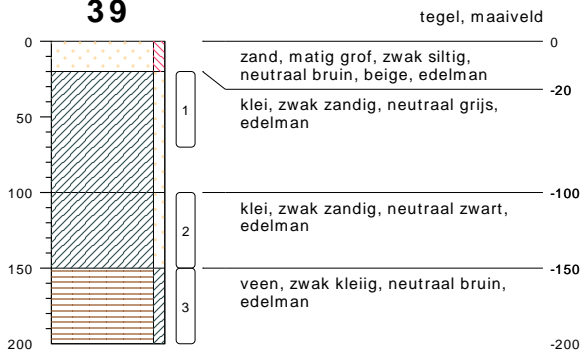 39
tegel, maaiveld
0
0
zand, matig grof, zwak siltig,
neutraal bruin, beige, edelman
-20
1
klei, zwak zandig, neutraal grijs,
edelman
50
100
-100
klei, zwak zandig, neutraal zwart,
edelman
2
150
-150
veen, zwak kleiig, neutraal bruin,
edelman
3
200
-200